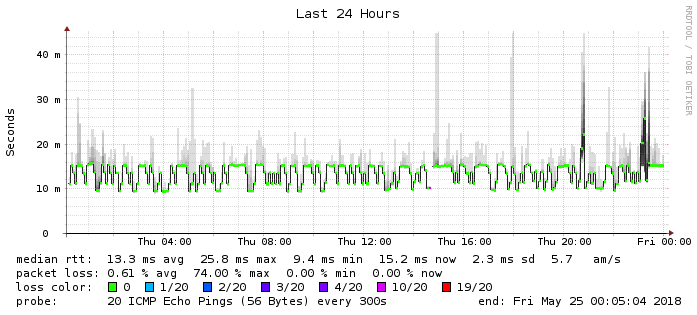 Last 24 Hours
RRDTOOL / TOBI OETIKER
Seconds
40 m
30 m
20 m
10 m
0
Thu 04:00 Thu 08:00 Thu 12:00 Thu 16:00 Thu 20:00 Fri 00:00
median rtt: 13.3 ms avg 25.8 ms max 9.4 ms min 15.2 ms now 2.3 ms sd 5.7 am/s
packet loss: 0.61 % avg 74.00 % max 0.00 % min 0.00 % now
loss color: 0 1/20 2/20 3/20 4/20 10/20 19/20
probe: 20 ICMP Echo Pings (56 Bytes) every 300s end: Fri May 25 00:05:04 2018